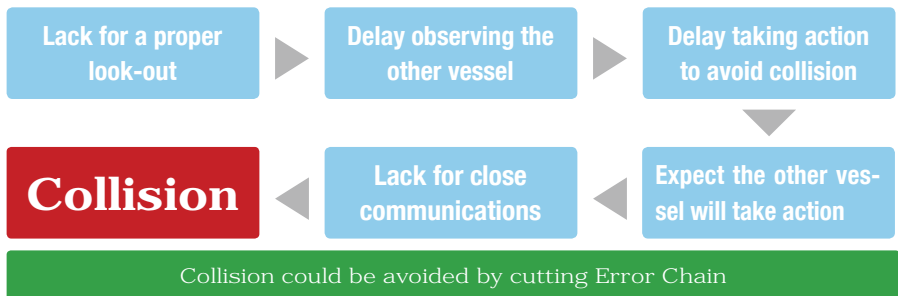 Lack for a proper
look-out
Delay observing the
other vessel
Delay taking action
to avoid collision
Expect the other ves-
sel will take action
Lack for close
communications
Collision
Collision could be avoided by cutting Error Chain